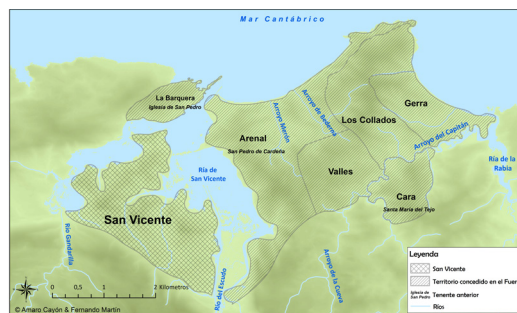 Mar Cantábrico
La Barquera
Iglesia de San Pedro
Gerra
Arroyo de Bederna
Los Collados
Arroyo Merón
Arenal
San Pedro de Cardeña
Arroyo del Capitán
Ría de
San Vicente
Valles
Ría de la
Rabia
Cara
Santa María del Tejo
San Vicente
Río Gandarilla
Río del Escudo
Arroyo de la Cueva
Leyenda
San Vicente
Territorio concedido en el Fuer
Iglesia de
San Pedro
Tenente anterior
Ríos
0 0,5 1 2 Kilometros
© Amaro Cayón & Fernando Martín